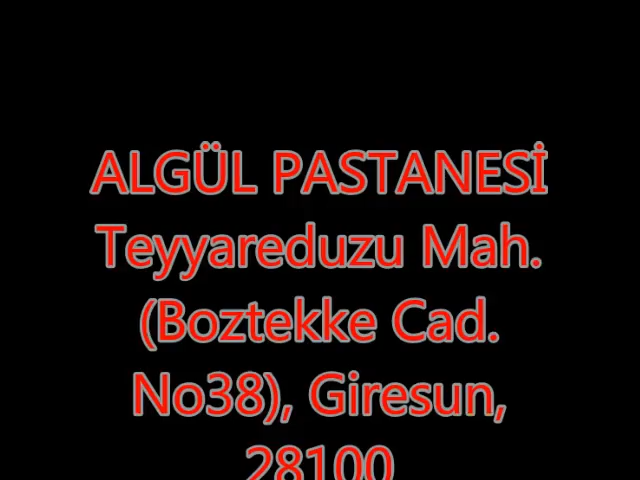 ALGÜL PASTANESİ
Teyyareduzu Mah.
(Boztekke Cad.
No38), Giresun,
28100